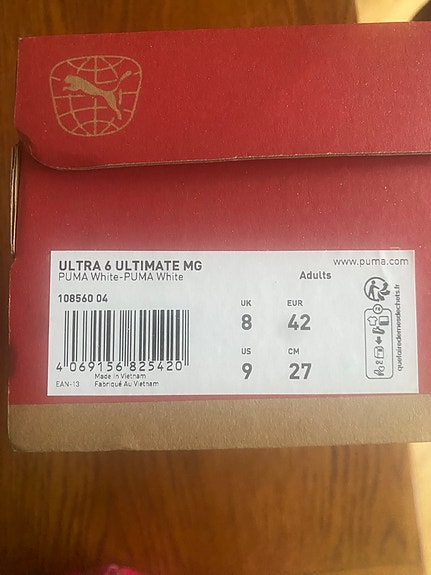 ULTRA 6 ULTIMATE MG
PUMA White-PUMA White
www.puma.com
Adults
108560 04
UK
8
EUR
42
US
9
CM
27
4 069156 825420
EAN-13
Made in Vietnam
Fabriqué Au Vietnam
quefairedemesdechets.fr